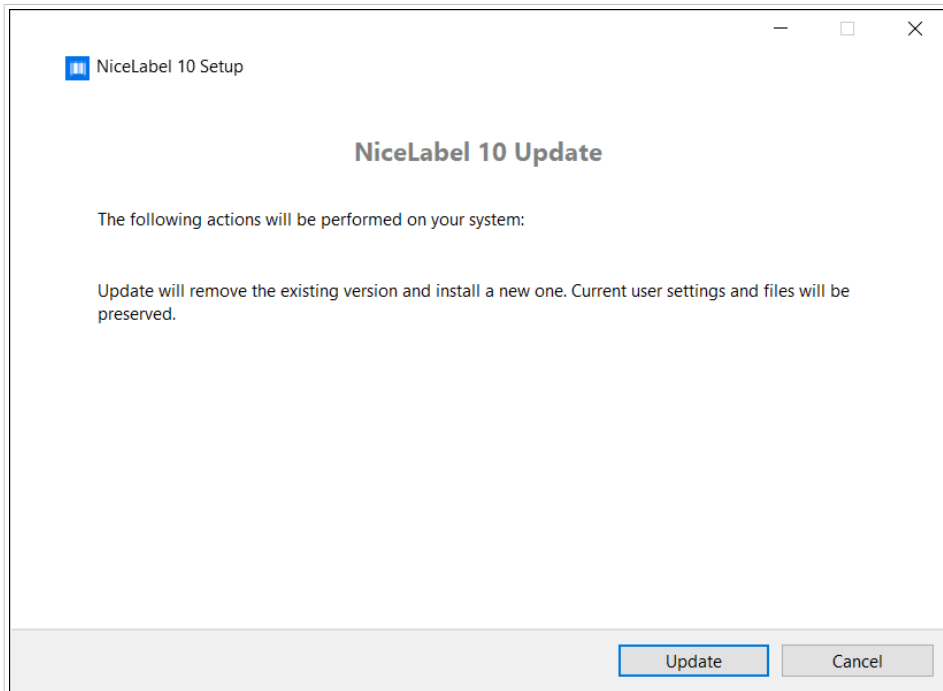 NiceLabel 10 Setup
NiceLabel 10 Update
The following actions will be performed on your system:
Update will remove the existing version and install a new one. Current user settings and files will be
preserved.
Update
Cancel